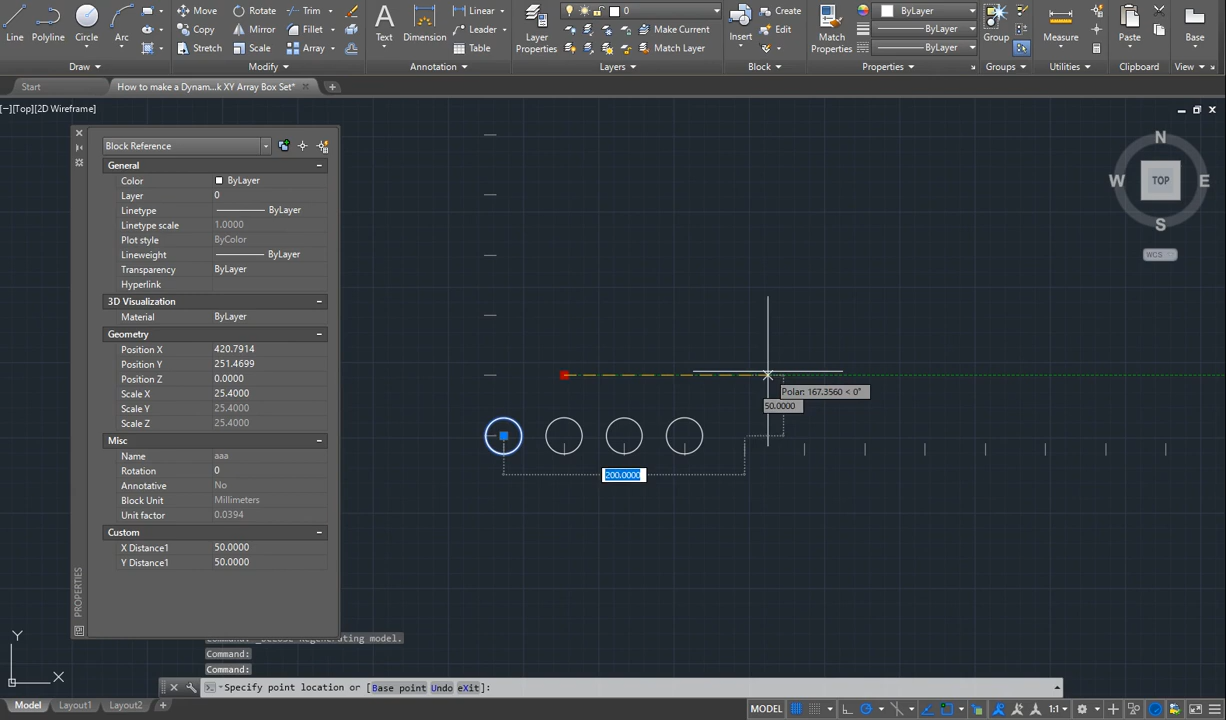 Line
Polyline
Circle
Arc
Move
Rotate
Trim
Copy
Mirror
Fillet
Stretch
Scale
Array
Text
Dimension
Linear
Leader
Table
Layer
Properties
0
Make Current
Match Layer
Insert
Create
Edit
Match
Properties
ByLayer
ByLayer
ByLayer
Group
Measure
Paste
Base
Draw
Modify
Annotation
Layers
Block
Properties
Groups
Utilities
Clipboard
View
Start
How to make a Dynam...k XY Array Box Set*
[−][Top][2D Wireframe]
Block Reference
General
Color ByLayer
Layer 0
Linetype ByLayer
Linetype scale 1.0000
Plot style ByColor
Lineweight ByLayer
Transparency ByLayer
Hyperlink
3D Visualization
Material ByLayer
Geometry
Position X 420.7914
Position Y 251.4699
Position Z 0.0000
Scale X 25.4000
Scale Y 25.4000
Scale Z 25.4000
Misc
Name aaa
Rotation 0
Annotative No
Block Unit Millimeters
Unit factor 0.0394
Custom
X Distance1 50.0000
Y Distance1 50.0000
PROPERTIES
N
W TOP E
S
WCS
Polar: 167.3560 < 0°
50.0000
200.0000
Y
X
Regenerating model.
Command:
Command:
Specify point location or [Base point Undo eXit]:
Model
Layout1
Layout2
MODEL
1:1